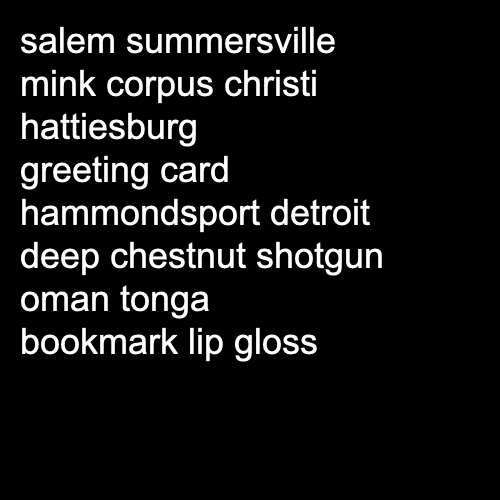 salem summersville
mink corpus christi
hattiesburg
greeting card
hammondsport detroit
deep chestnut shotgun
oman tonga
bookmark lip gloss